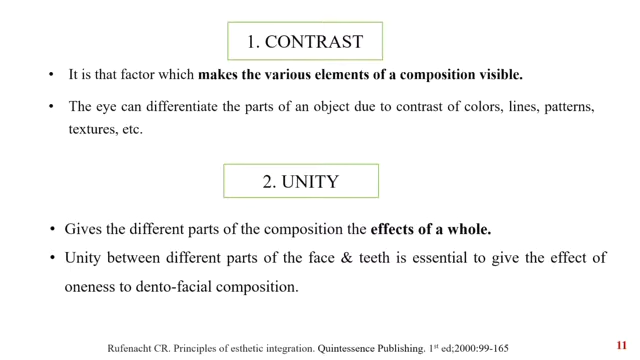 1. CONTRAST
• It is that factor which makes the various elements of a composition visible.
• The eye can differentiate the parts of an object due to contrast of colors, lines, patterns,
textures, etc.
2. UNITY
• Gives the different parts of the composition the effects of a whole.
• Unity between different parts of the face & teeth is essential to give the effect of
oneness to dento-facial composition.
Rufenacht CR. Principles of esthetic integration. Quintessence Publishing. 1st ed;2000:99-165
11